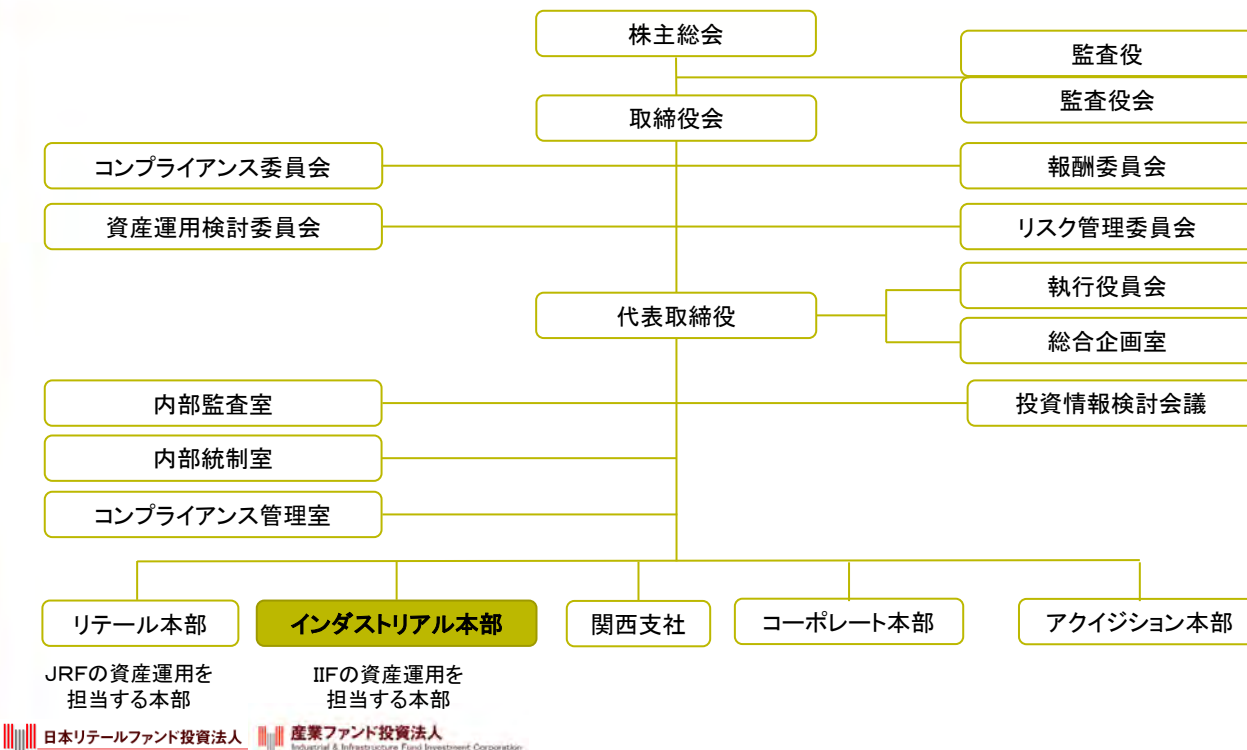 株主総会
監査役
監査役会
取締役会
コンプライアンス委員会
報酬委員会
資産運用検討委員会
リスク管理委員会
執行役員会
代表取締役
総合企画室
内部監査室
投資情報検討会議
内部統制室
コンプライアンス管理室
リテール本部
インダストリアル本部
関西支社
コーポレート本部
アクイジション本部
JRFの資産運用を
担当する本部
IIFの資産運用を
担当する本部
日本リテールファンド投資法人
産業ファンド投資法人
Industrial & Infrastructure Fund Investment Corporation